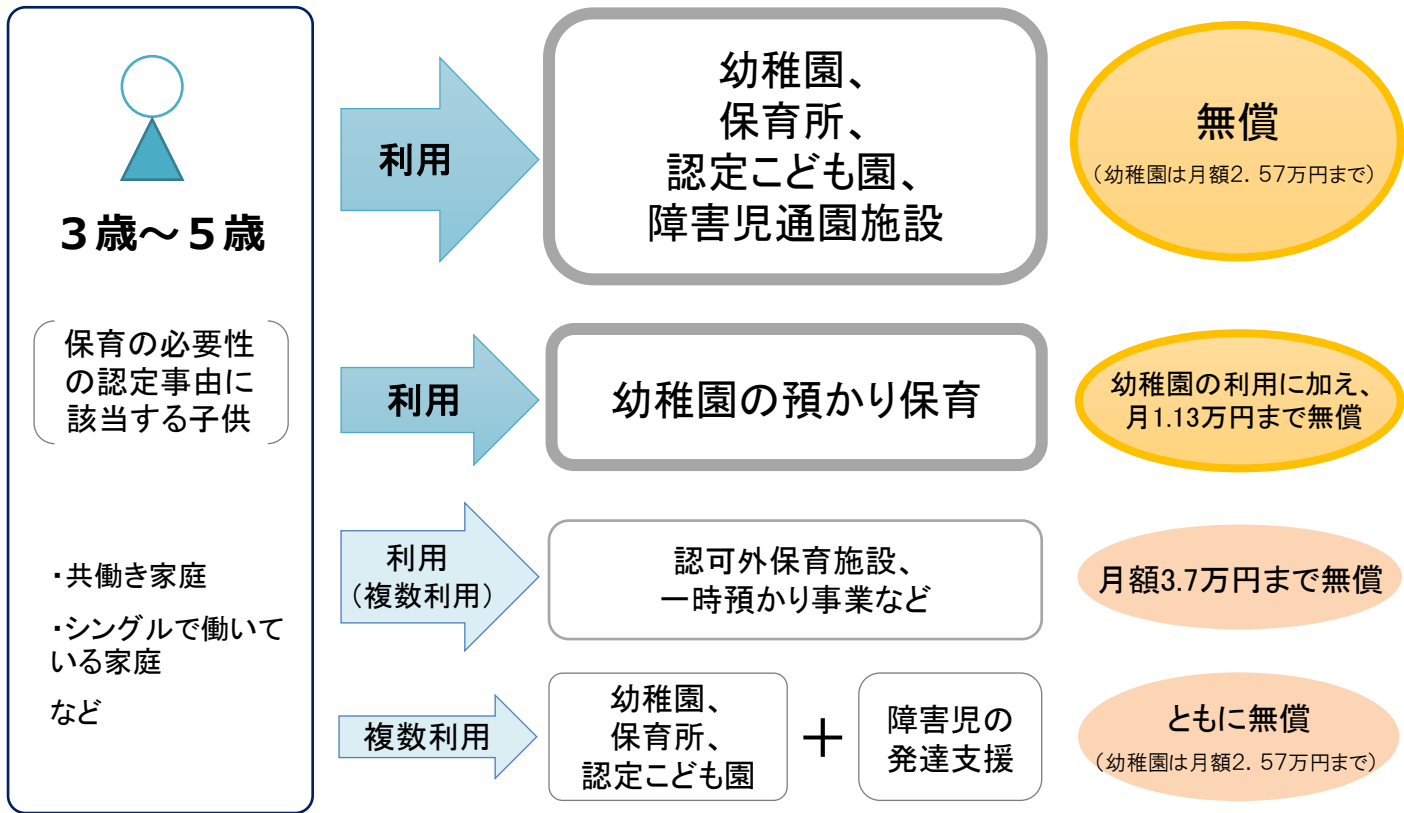 3歳~5歳
保育の必要性
の認定事由に
該当する子供
・共働き家庭
・シングルで働いて
いる家庭
など
利用
幼稚園、
保育所、
認定こども園、
障害児通園施設
無償
(幼稚園は月額2.57万円まで)
利用
幼稚園の預かり保育
幼稚園の利用に加え、
月1.13万円まで無償
利用
(複数利用)
認可外保育施設、
一時預かり事業など
月額3.7万円まで無償
複数利用
幼稚園、
保育所、
認定こども園
+
障害児の
発達支援
ともに無償
(幼稚園は月額2.57万円まで)